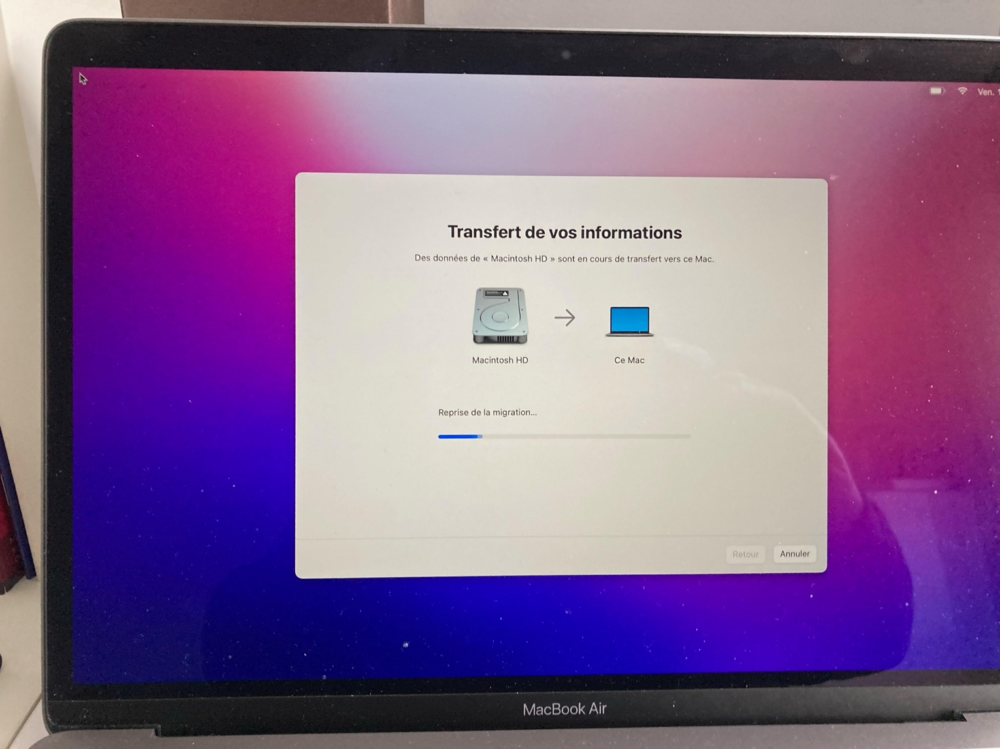 Ven. 1
Transfert de vos informations
Des données de « Macintosh HD » sont en cours de transfert vers ce Mac.
Macintosh HD
Ce Mac
Reprise de la migration...
Retour
Annuler
MacBook Air